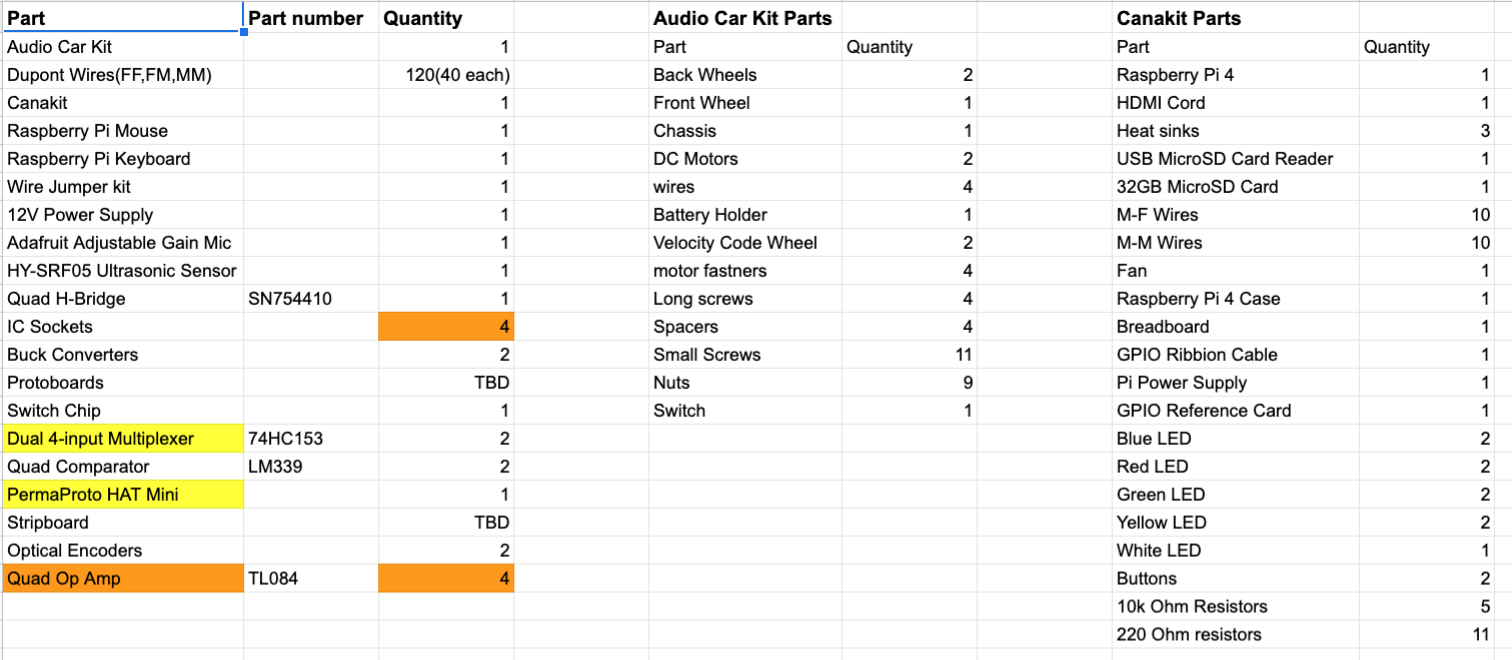 Part Part number Quantity Audio Car Kit Parts Canakit Parts
Audio Car Kit 1 Part Quantity Part Quantity
Dupont Wires(FF,FM,MM) 120(40 each) Back Wheels 2 Raspberry Pi 4 1
Canakit 1 Front Wheel 1 HDMI Cord 1
Raspberry Pi Mouse 1 Chassis 1 Heat sinks 3
Raspberry Pi Keyboard 1 DC Motors 2 USB MicroSD Card Reader 1
Wire Jumper kit 1 wires 4 32GB MicroSD Card 1
12V Power Supply 1 Battery Holder 1 M-F Wires 10
Adafruit Adjustable Gain Mic 1 Velocity Code Wheel 2 M-M Wires 10
HY-SRF05 Ultrasonic Sensor 1 motor fastners 4 Fan 1
Quad H-Bridge SN754410 1 Long screws 4 Raspberry Pi 4 Case 1
IC Sockets 4 Spacers 4 Breadboard 1
Buck Converters 2 Small Screws 11 GPIO Ribbion Cable 1
Protoboards TBD Nuts 9 Pi Power Supply 1
Switch Chip 1 Switch 1 GPIO Reference Card 1
Dual 4-input Multiplexer 74HC153 2 Blue LED 2
Quad Comparator LM339 2 Red LED 2
PermaProto HAT Mini 1 Green LED 2
Stripboard TBD Yellow LED 2
Optical Encoders 2 White LED 1
Quad Op Amp TL084 4 Buttons 2
10k Ohm Resistors 5
220 Ohm resistors 11